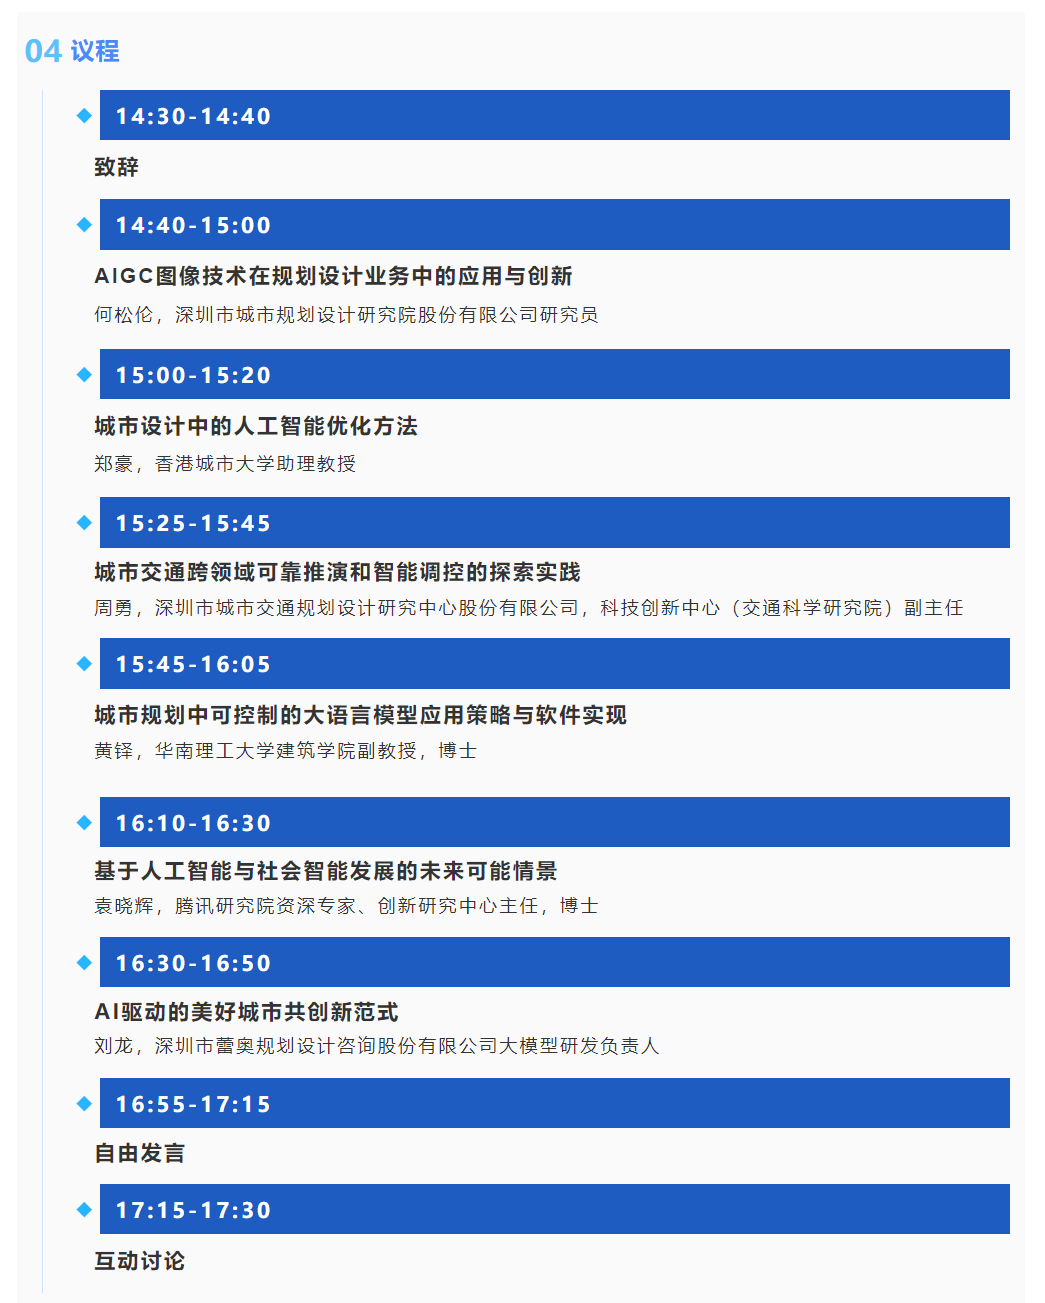 04 议程
14:30-14:40
致辞
14:40-15:00
AIGC图像技术在规划设计业务中的应用与创新
何松伦，深圳市城市规划设计研究院股份有限公司研究员
15:00-15:20
城市设计中的人工智能优化方法
郑豪，香港城市大学助理教授
15:25-15:45
城市交通跨领域可靠推演和智能调控的探索实践
周勇，深圳市城市交通规划设计研究中心股份有限公司，科技创新中心（交通科学研究院）副主任
15:45-16:05
城市规划中可控制的大语言模型应用策略与软件实现
黄铎，华南理工大学建筑学院副教授，博士
16:10-16:30
基于人工智能与社会智能发展的未来可能情景
袁晓辉，腾讯研究院资深专家、创新研究中心主任，博士
16:30-16:50
AI驱动的美好城市共创新范式
刘龙，深圳市蕾奥规划设计咨询股份有限公司大模型研发负责人
16:55-17:15
自由发言
17:15-17:30
互动讨论